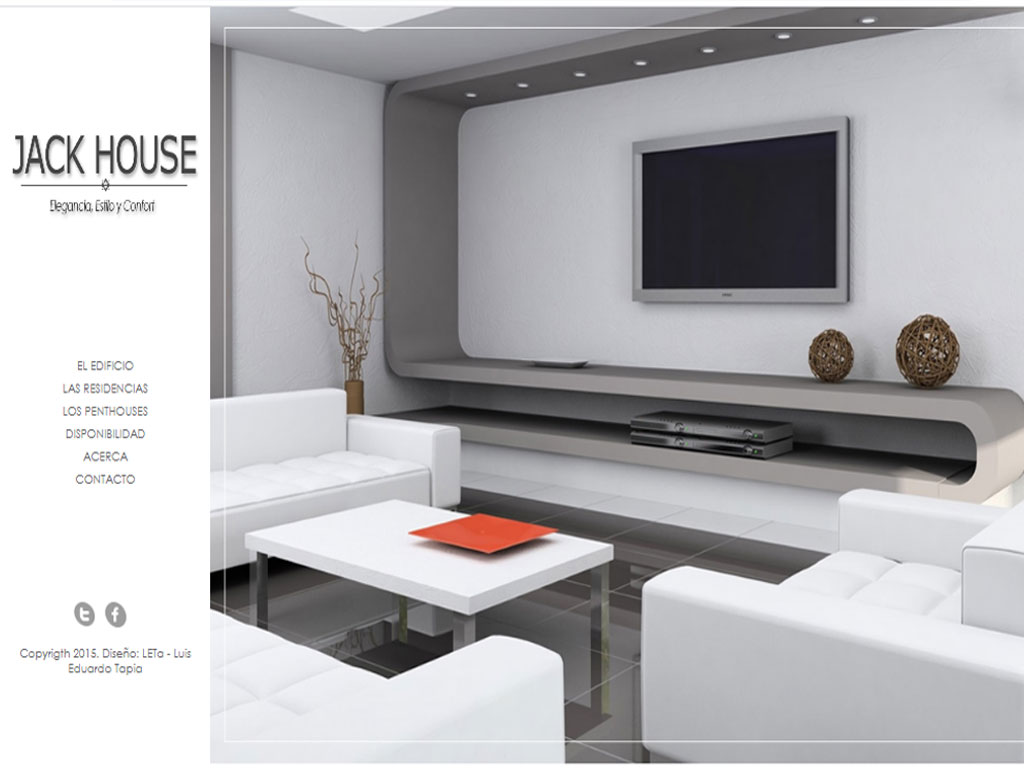 JACK HOUSE
Elegancia, Estilo y Confort
EL EDIFICIO
LAS RESIDENCIAS
LOS PENTHOUSES
DISPONIBILIDAD
ACERCA
CONTACTO
Copyrigth 2015. Diseño: LETa - Luis
Eduardo Tapia